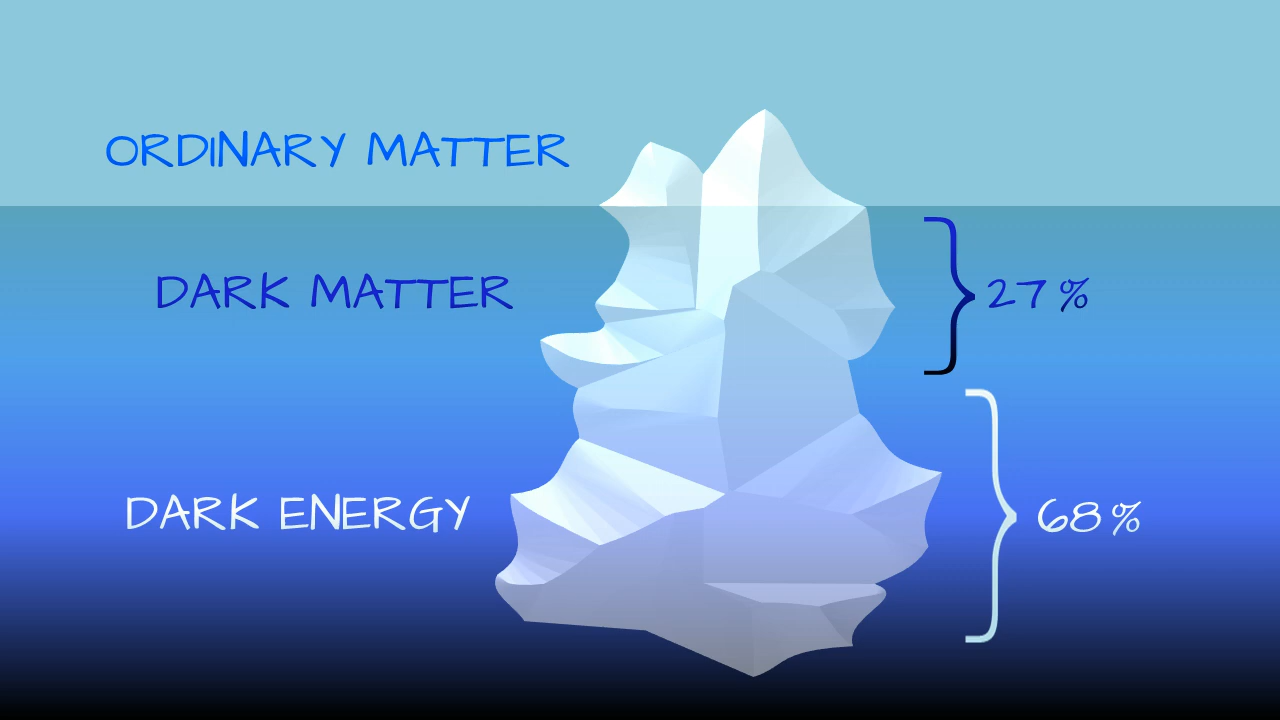 ORDINARY MATTER
DARK MATTER
27%
DARK ENERGY
68%